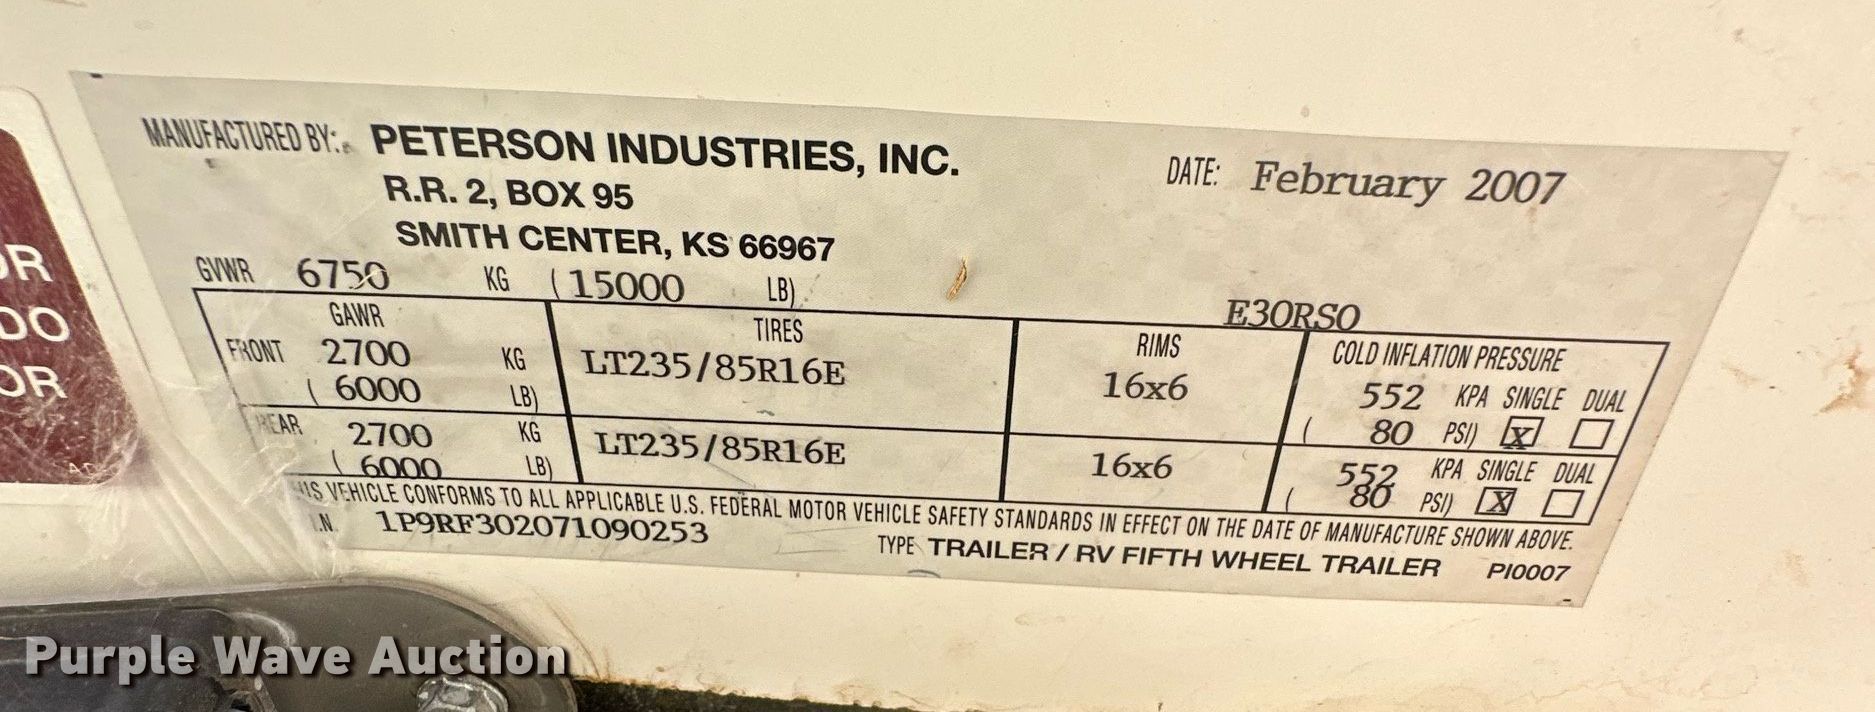 MANUFACTURED BY: PETERSON INDUSTRIES, INC.
R.R. 2, BOX 95
SMITH CENTER, KS 66967
DATE: February 2007
GVWR 6750 KG (15000 LB)
E30RSO
GAWR TIRES RIMS COLD INFLATION PRESSURE
FRONT 2700 KG LT235/85R16E 16x6 552 KPA SINGLE DUAL
( 6000 LB) ( 80 PSI) X
REAR 2700 KG LT235/85R16E 16x6 552 KPA SINGLE DUAL
( 6000 LB) ( 80 PSI) X
HIS VEHICLE CONFORMS TO ALL APPLICABLE U.S. FEDERAL MOTOR VEHICLE SAFETY STANDARDS IN EFFECT ON THE DATE OF MANUFACTURE SHOWN ABOVE.
.N. 1P9RF302071090253 TYPE TRAILER / RV FIFTH WHEEL TRAILER PI0007
OR
DO
OR
Purple Wave Auction